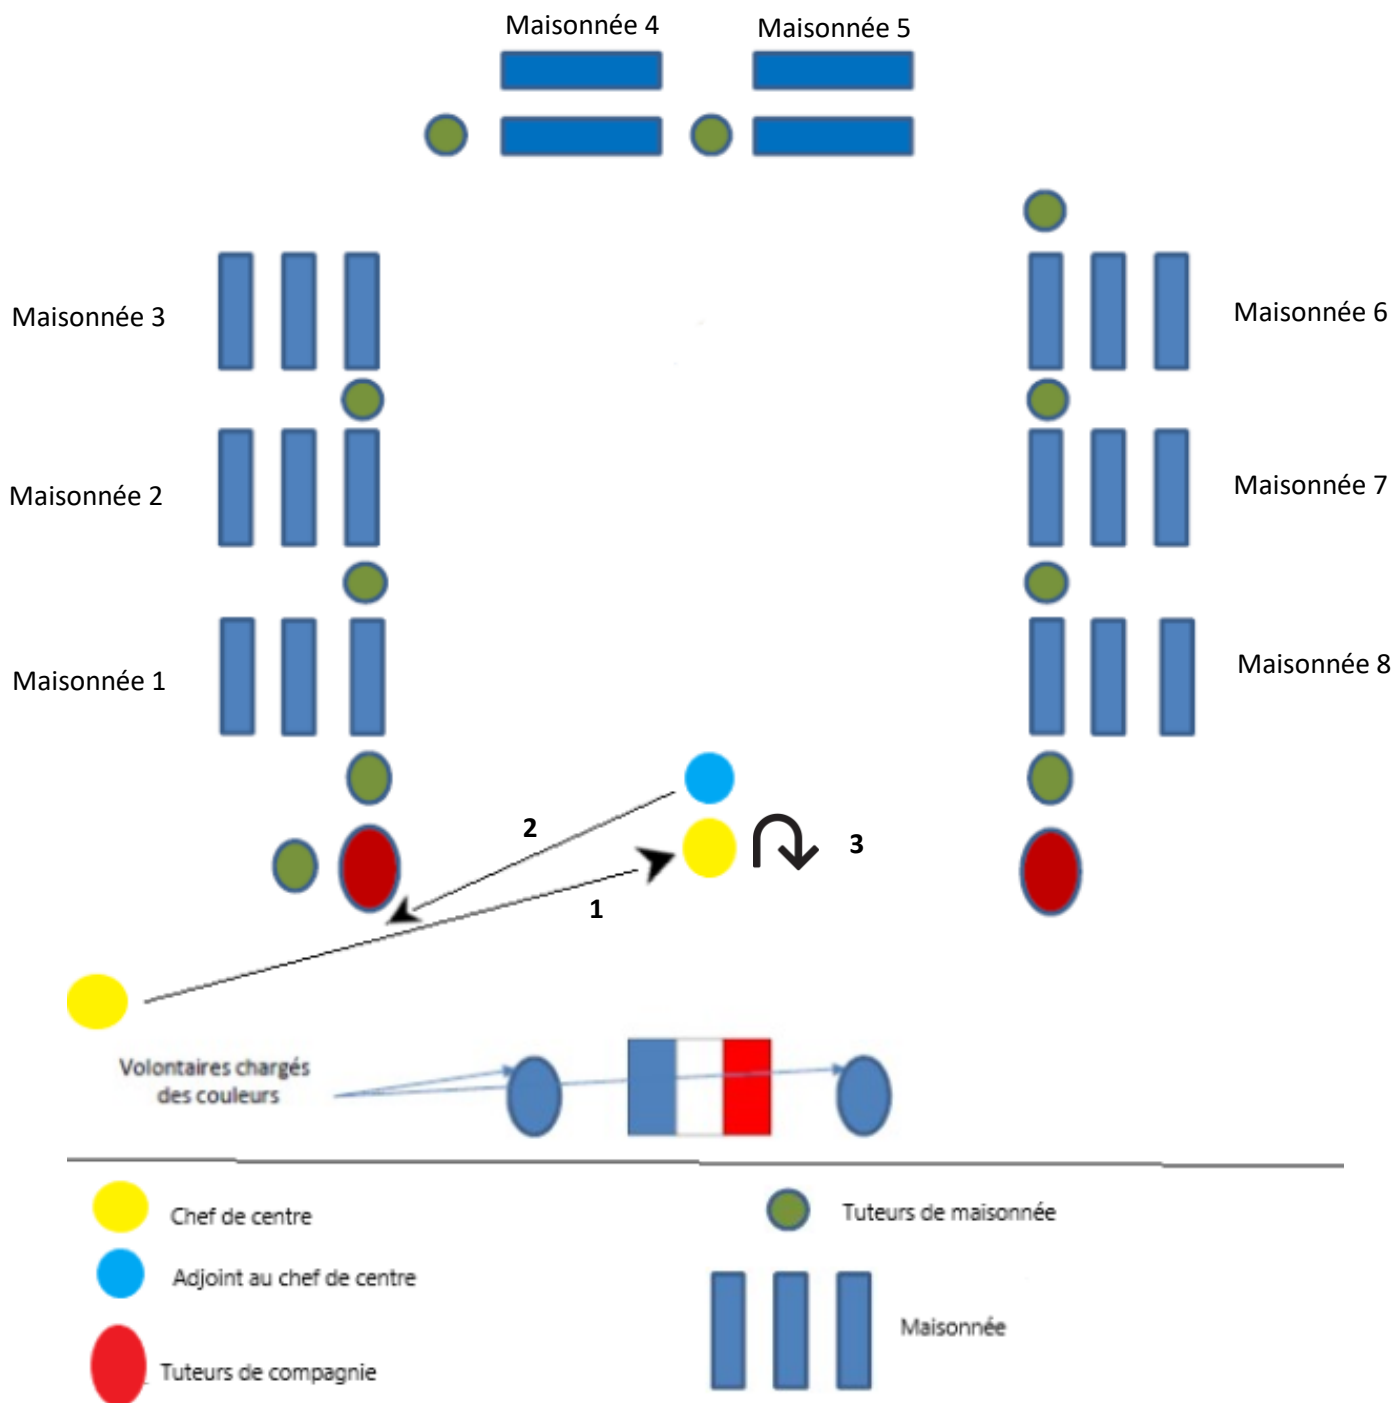 Maisonnée 4
Maisonnée 5
Maisonnée 3
Maisonnée 6
Maisonnée 2
Maisonnée 7
Maisonnée 1
Maisonnée 8
2
3
1
Volontaires chargés
des couleurs
Chef de centre
Tuteurs de maisonnée
Adjoint au chef de centre
Maisonnée
Tuteurs de compagnie